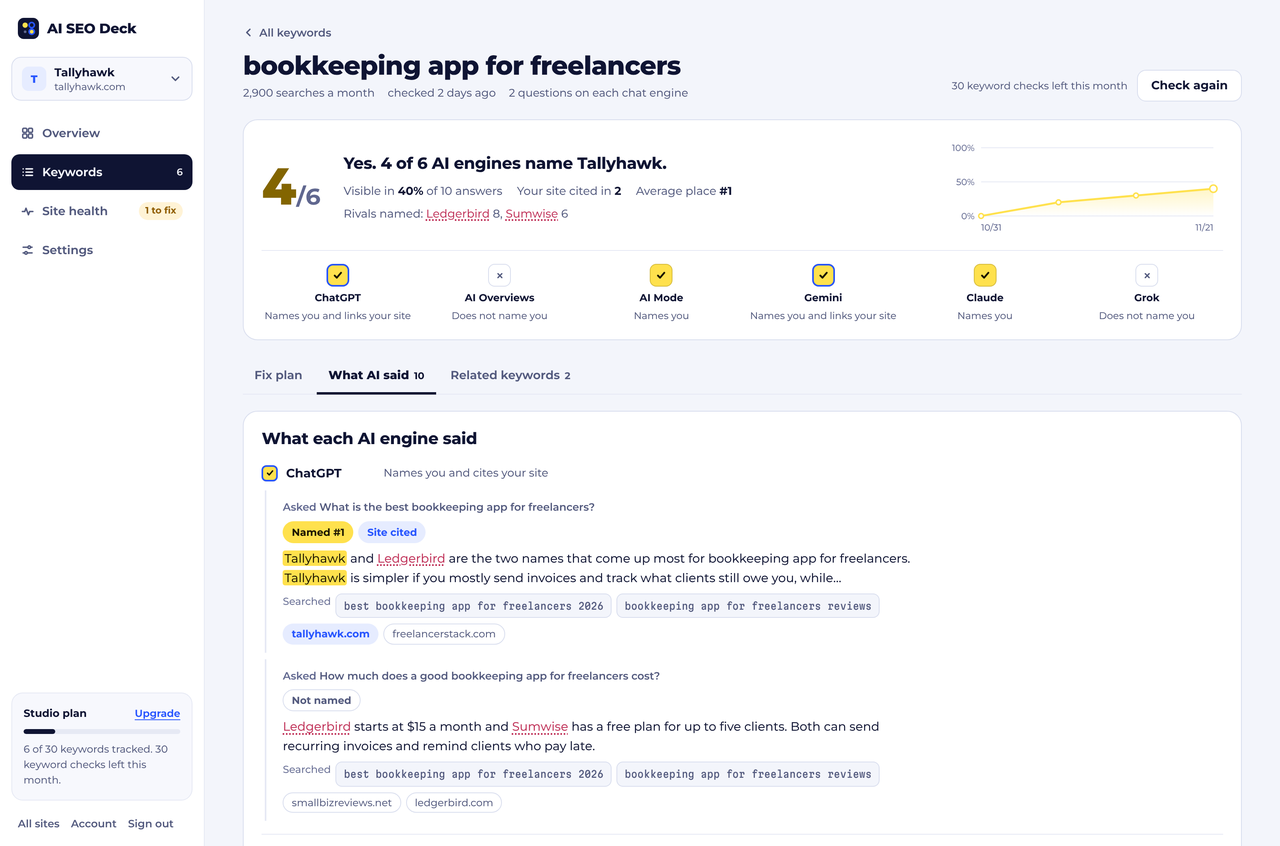 AI SEO Deck
T
Tallyhawk
tallyhawk.com
Overview
Keywords 6
Site health 1 to fix
Settings
Studio plan Upgrade
6 of 30 keywords tracked. 30
keyword checks left this
month.
All sites Account Sign out
All keywords
bookkeeping app for freelancers
2,900 searches a month checked 2 days ago 2 questions on each chat engine
30 keyword checks left this month Check again
4/6
Yes. 4 of 6 AI engines name Tallyhawk.
Visible in 40% of 10 answers Your site cited in 2 Average place #1
Rivals named: Ledgerbird 8, Sumwise 6
100%
50%
0%
10/31 11/21
ChatGPT
Names you and links your site
AI Overviews
Does not name you
AI Mode
Names you
Gemini
Names you and links your site
Claude
Names you
Grok
Does not name you
Fix plan What AI said 10 Related keywords 2
What each AI engine said
ChatGPT Names you and cites your site
Asked What is the best bookkeeping app for freelancers?
Named #1 Site cited
Tallyhawk and Ledgerbird are the two names that come up most for bookkeeping app for freelancers.
Tallyhawk is simpler if you mostly send invoices and track what clients still owe you, while...
Searched best bookkeeping app for freelancers 2026 bookkeeping app for freelancers reviews
tallyhawk.com freelancerstack.com
Asked How much does a good bookkeeping app for freelancers cost?
Not named
Ledgerbird starts at $15 a month and Sumwise has a free plan for up to five clients. Both can send
recurring invoices and remind clients who pay late.
Searched best bookkeeping app for freelancers 2026 bookkeeping app for freelancers reviews
smallbizreviews.net ledgerbird.com